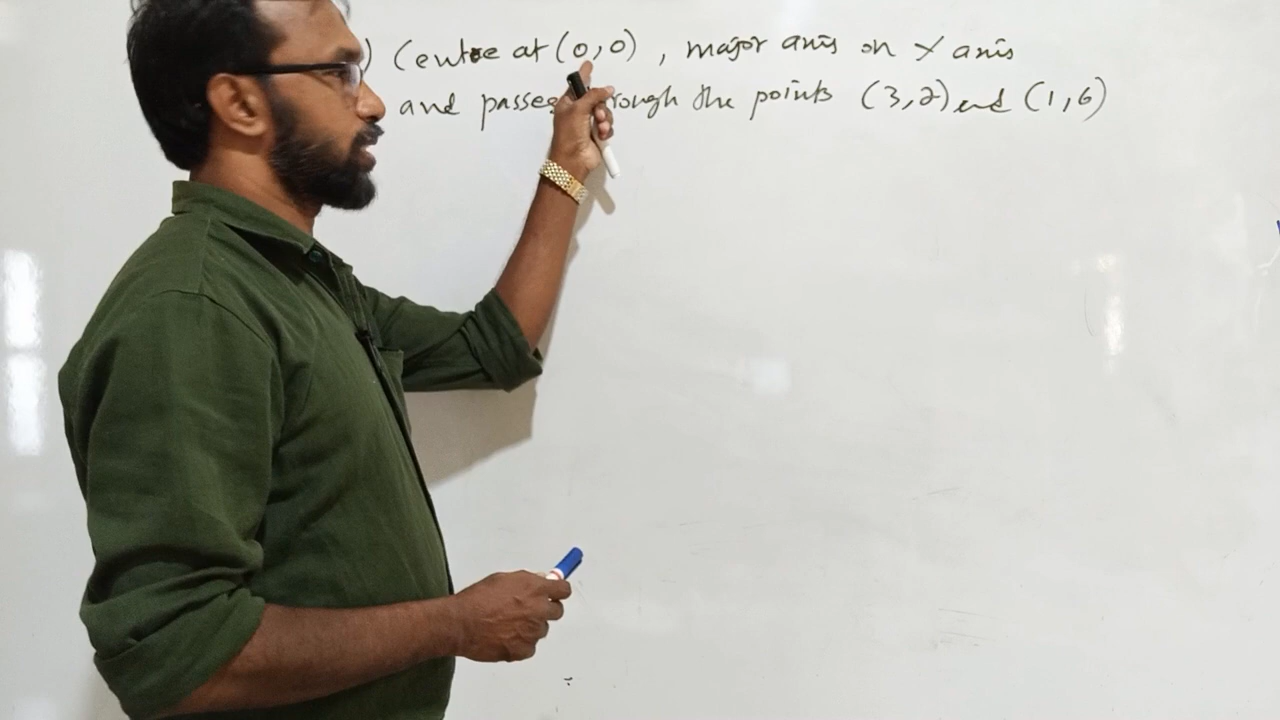 ) Centre at (0,0) , major axis on Y axis
and passes through the points (3,2) and (1,6)